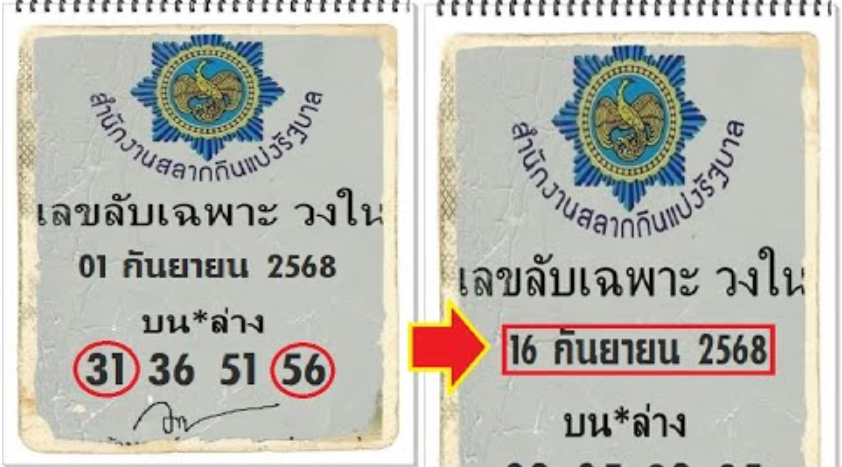 สำนักงานสลากกินแบ่งรัฐบาล
เลขลับเฉพาะ วงใน
01 กันยายน 2568
บน*ล่าง
31 36 51 56
สำนักงานสลากกินแบ่งรัฐบาล
เลขลับเฉพาะ วงใน
16 กันยายน 2568
บน*ล่าง